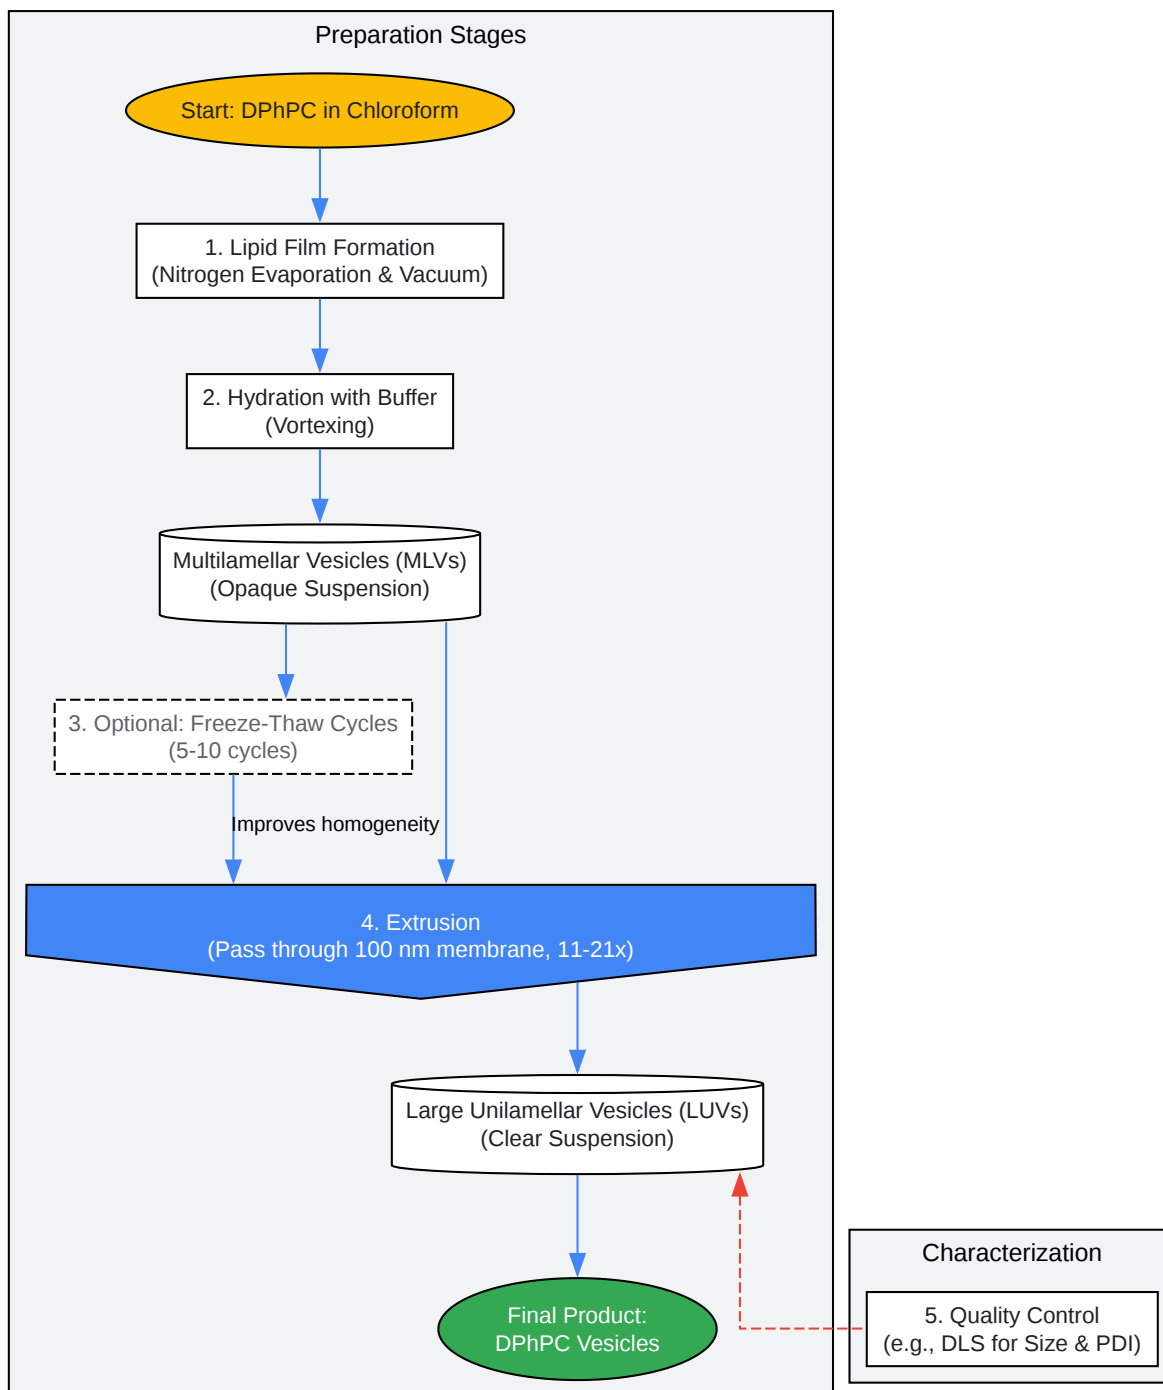 Preparation Stages
Start: DPhPC in Chloroform
1. Lipid Film Formation
(Nitrogen Evaporation & Vacuum)
2. Hydration with Buffer
(Vortexing)
Multilamellar Vesicles (MLVs)
(Opaque Suspension)
3. Optional: Freeze-Thaw Cycles
(5-10 cycles)
Improves homogeneity
4. Extrusion
(Pass through 100 nm membrane, 11-21x)
Large Unilamellar Vesicles (LUVs)
(Clear Suspension)
Final Product:
DPhPC Vesicles
Characterization
5. Quality Control
(e.g., DLS for Size & PDI)